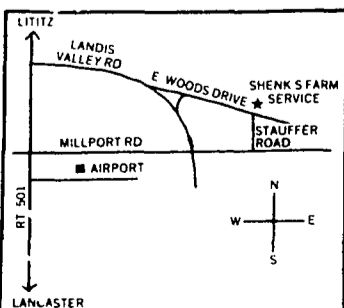 LITITZ
LANDIS
VALLEY RD
E WOODS DRIVE
SHENK S FARM
SERVICE
STAUFFER
ROAD
MILLPORT RD
AIRPORT
RT 501
N
W E
S
LANCASTER